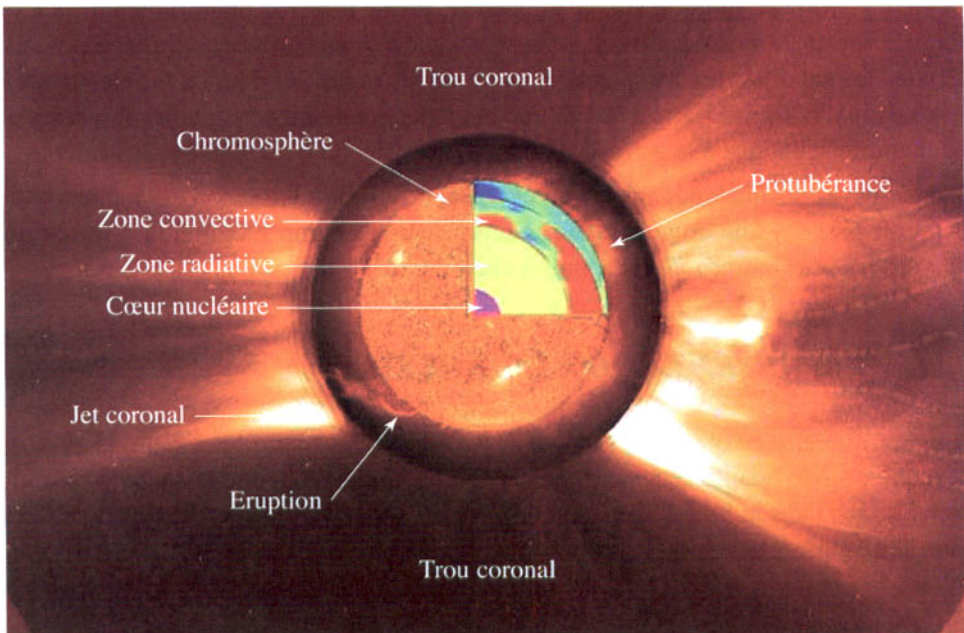 Trou coronal
Chromosphère
Protubérance
Zone convective
Zone radiative
Cœur nucléaire
Jet coronal
Eruption
Trou coronal